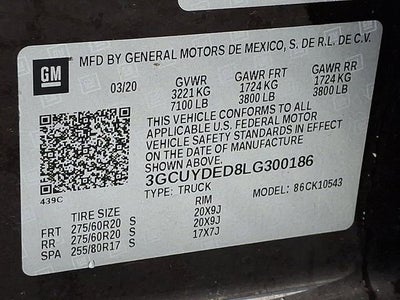 GM MFD BY GENERAL MOTORS DE MEXICO, S. DE R.L. DE C.V.
03/20 GVWR GAWR FRT GAWR RR
3221 KG 1724 KG 1724 KG
7100 LB 3800 LB 3800 LB
THIS VEHICLE CONFORMS TO ALL
APPLICABLE U.S. FEDERAL MOTOR
VEHICLE SAFETY STANDARDS IN EFFECT
ON THE DATE OF MANUFACTURE
SHOWN ABOVE.
3GCUYDED8LG300186
439C TYPE: TRUCK MODEL: 86CK10543
TIRE SIZE RIM
FRT 275/60R20 S 20X9J
RR 275/60R20 S 20X9J
SPA 255/80R17 S 17X7J